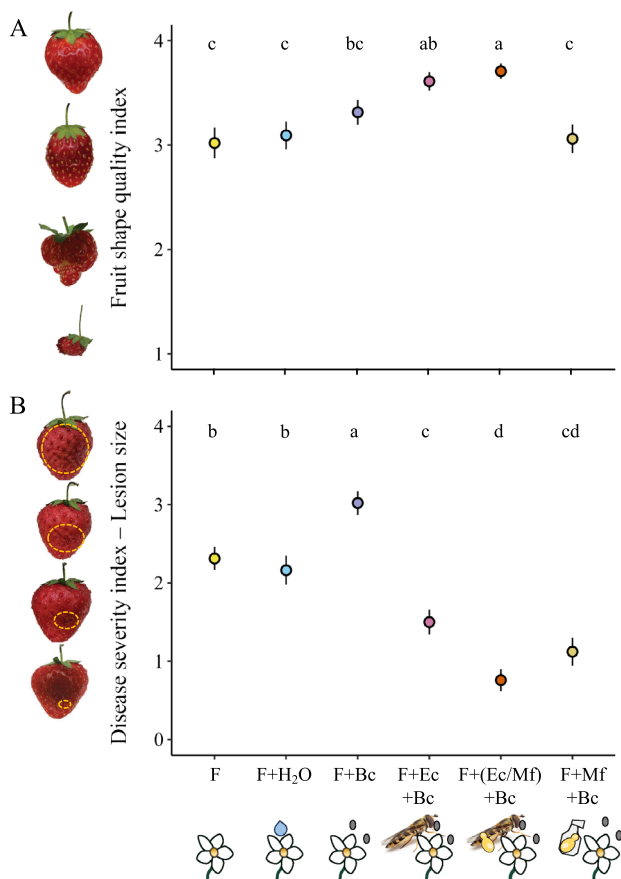 A
Fruit shape quality index
4
3
2
1
c c bc ab a c
B
Disease severity index – Lesion size
4
3
2
1
0
b b a c d cd
F F+H₂O F+Bc F+Ec F+(Ec/Mf) F+Mf
+Bc +Bc +Bc